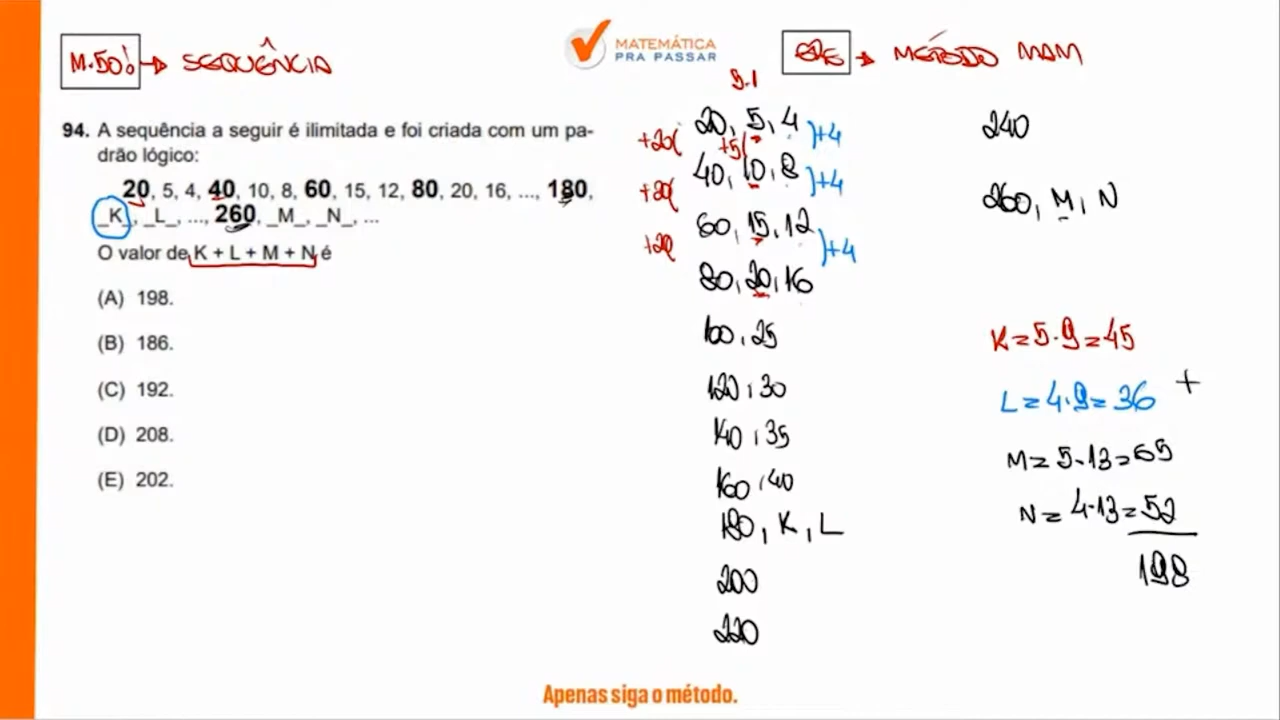 M.50% → SEQUÊNCIA
MATEMÁTICA
PRA PASSAR
→ MÉTODO MAM
94. A sequência a seguir é ilimitada e foi criada com um pa-
drão lógico:
20, 5, 4, 40, 10, 8, 60, 15, 12, 80, 20, 16, ..., 180,
_K_, _L_, ..., 260, _M_, _N_, ...
O valor de K + L + M + N é
(A) 198.
(B) 186.
(C) 192.
(D) 208.
(E) 202.
5.1
20, 5, 4
+20 +5 +4
40, 10, 8
+20 +4
60, 15, 12
+20 +4
80, 20, 16
100, 25
120, 30
140, 35
160, 40
180, K, L
200
220
240
260, M, N
K = 5.9 = 45
L = 4.9 = 36 +
M = 5.13 = 65
N = 4.13 = 52
198
Apenas siga o método.